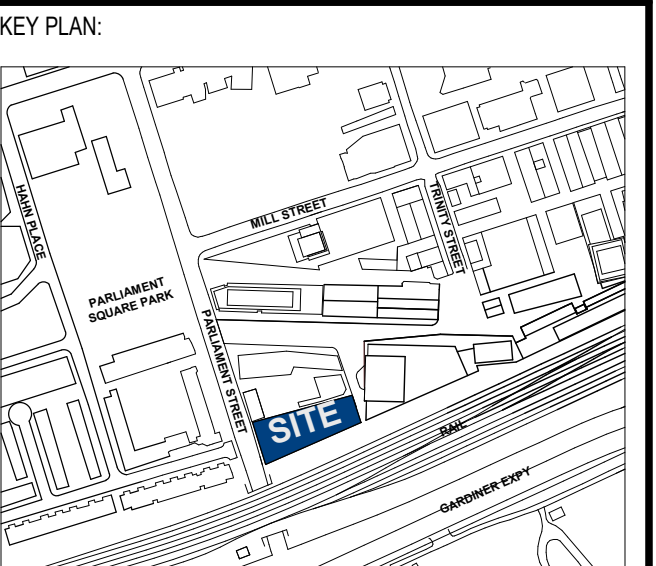 KEY PLAN:
HAHN PLACE
MILL STREET
TRINITY STREET
PARLIAMENT
SQUARE PARK
PARLIAMENT STREET
SITE
RAIL
GARDINER EXPY